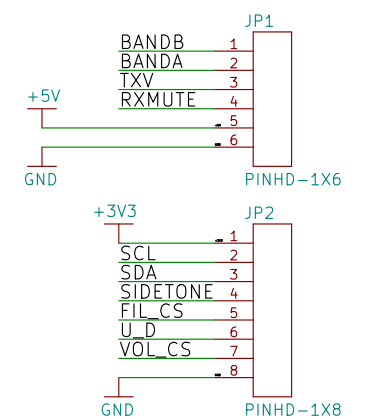 JP1
BANDB 1
BANDA 2
TXV 3
RXMUTE 4
+5V
5
6
GND PINHD-1X6
+3V3 JP2
1
SCL 2
SDA 3
SIDETONE 4
FIL_CS 5
U_D 6
VOL_CS 7
8
GND PINHD-1X8